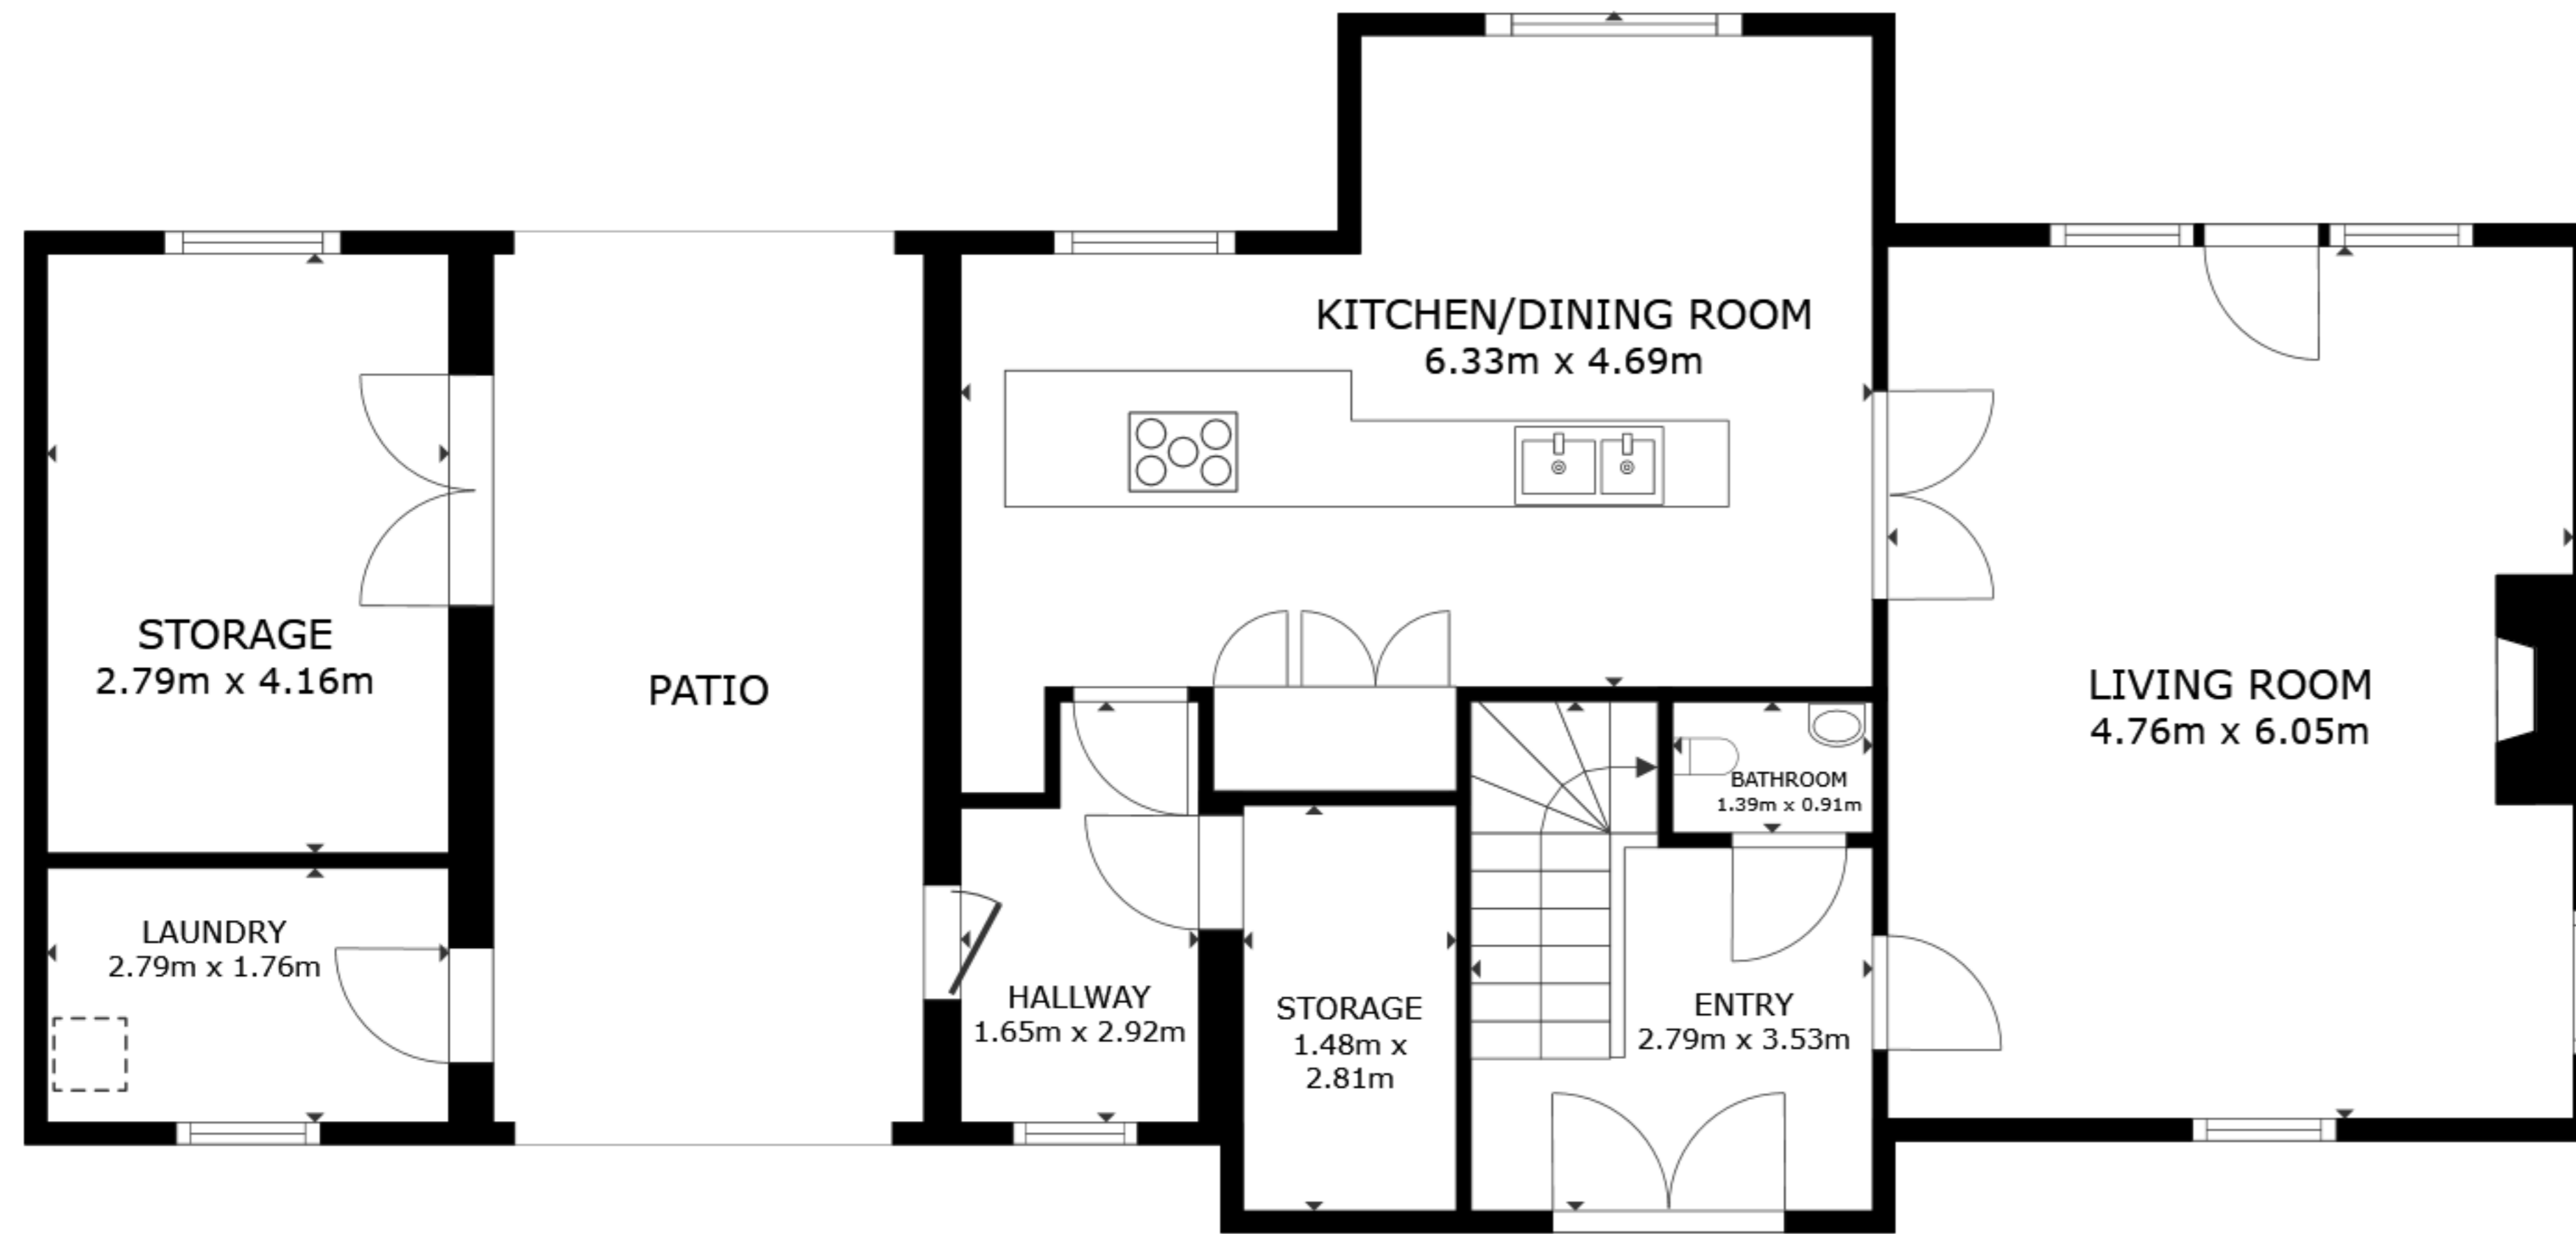 KITCHEN/DINING ROOM
6.33m x 4.69m
STORAGE
2.79m x 4.16m
PATIO
LIVING ROOM
4.76m x 6.05m
BATHROOM
1.39m x 0.91m
LAUNDRY
2.79m x 1.76m
HALLWAY
1.65m x 2.92m
STORAGE
1.48m x
2.81m
ENTRY
2.79m x 3.53m